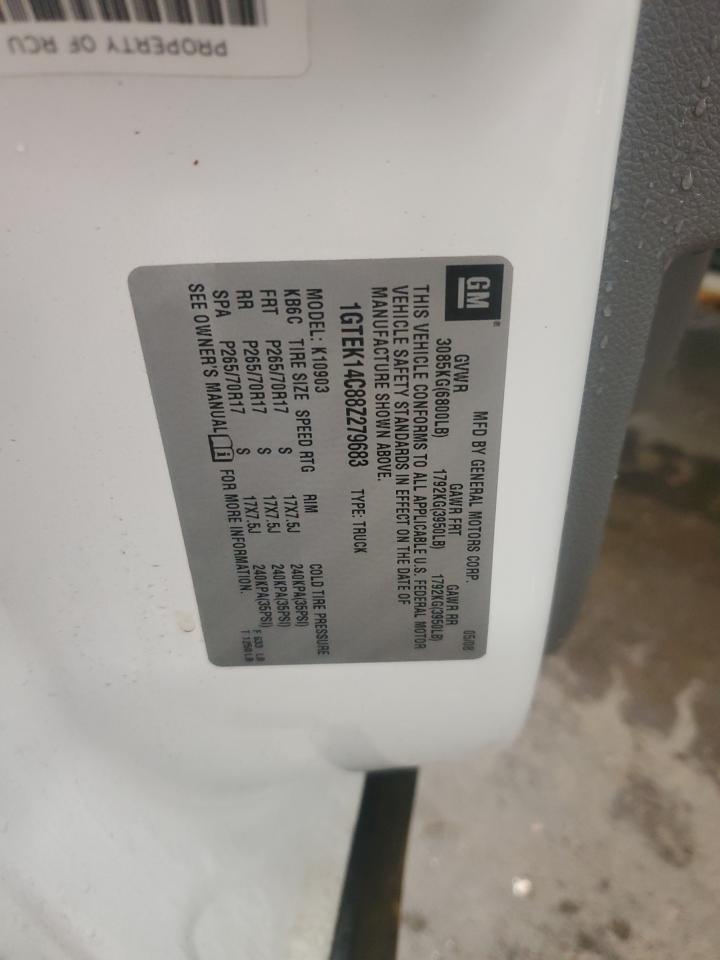 PROPERTY OF RCU
GM
MFD BY GENERAL MOTORS CORP. 05/08
GVWR GAWR FRT GAWR RR
3085KG(6800LB) 1792KG(3950LB) 1792KG(3950LB)
THIS VEHICLE CONFORMS TO ALL APPLICABLE U.S. FEDERAL MOTOR
VEHICLE SAFETY STANDARDS IN EFFECT ON THE DATE OF
MANUFACTURE SHOWN ABOVE.
1GTEK14C88Z279683 TYPE: TRUCK
MODEL: K10903
KB6C TIRE SIZE SPEED RTG RIM COLD TIRE PRESSURE
FRT P265/70R17 S 17X7.5J 240KPA(35PSI)
RR P265/70R17 S 17X7.5J 240KPA(35PSI)
SPA P265/70R17 S 17X7.5J 240KPA(35PSI)
SEE OWNER'S MANUAL FOR MORE INFORMATION.
F 633 LB
T 1250 LB